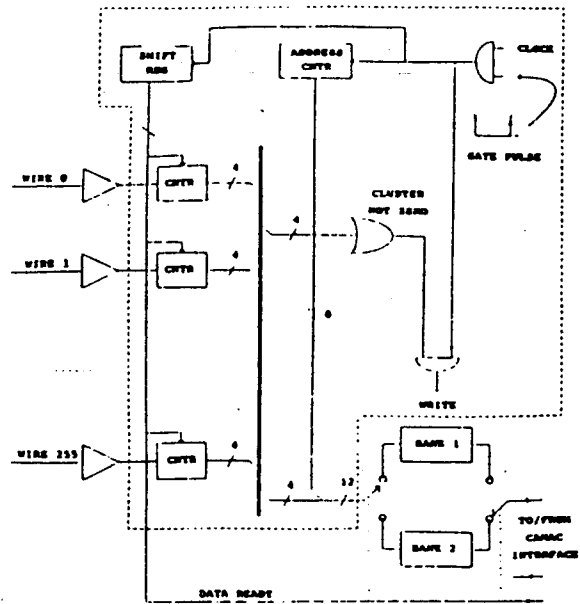 SHIFT
REG
ADDRESS
CNTR
CLOCK
GATE PULSE
WIRE 0
CNTR
4
CLUSTER
NOT ZERO
4
WIRE 1
CNTR
4
8
WRITE
WIRE 255
CNTR
4
BANK 1
4
12
TO/FROM
CAMAC
INTERFACE
BANK 2
DATA READY